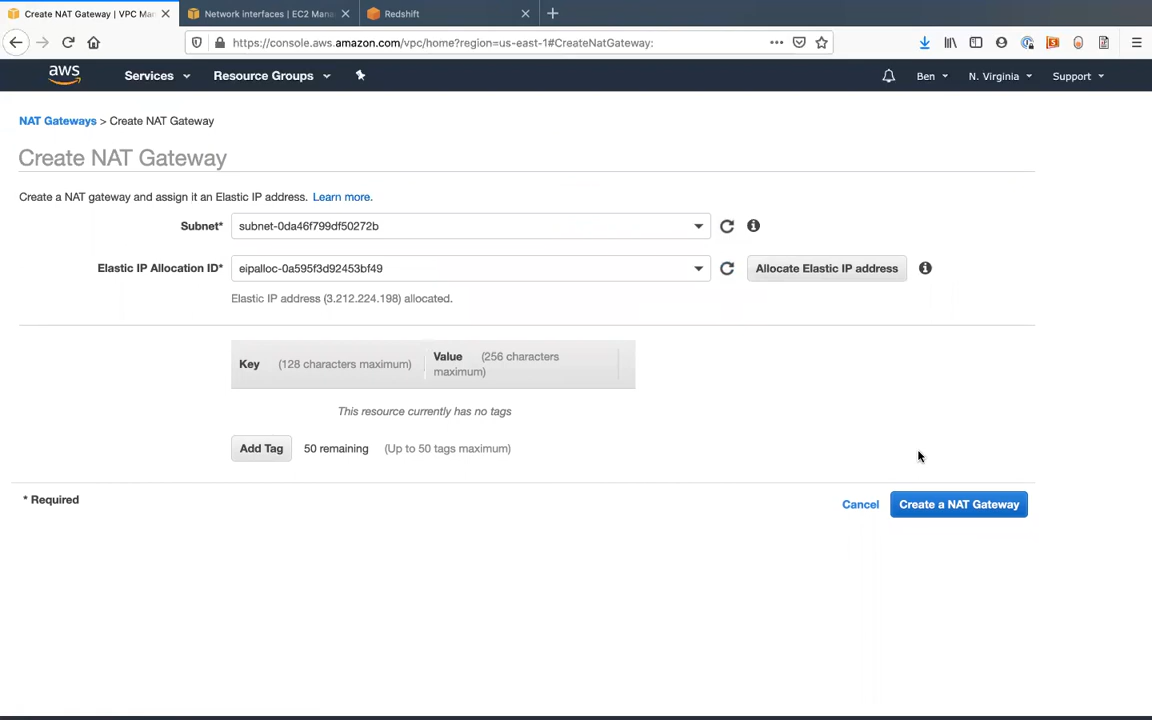 Create NAT Gateway | VPC Man
Network interfaces | EC2 Mana
Redshift
https://console.aws.amazon.com/vpc/home?region=us-east-1#CreateNatGateway:
aws
Services
Resource Groups
Ben
N. Virginia
Support
NAT Gateways > Create NAT Gateway
Create NAT Gateway
Create a NAT gateway and assign it an Elastic IP address. Learn more.
Subnet*
subnet-0da46f799df50272b
Elastic IP Allocation ID*
eipalloc-0a595f3d92453bf49
Allocate Elastic IP address
Elastic IP address (3.212.224.198) allocated.
Key (128 characters maximum)
Value (256 characters
maximum)
This resource currently has no tags
Add Tag
50 remaining
(Up to 50 tags maximum)
* Required
Cancel
Create a NAT Gateway